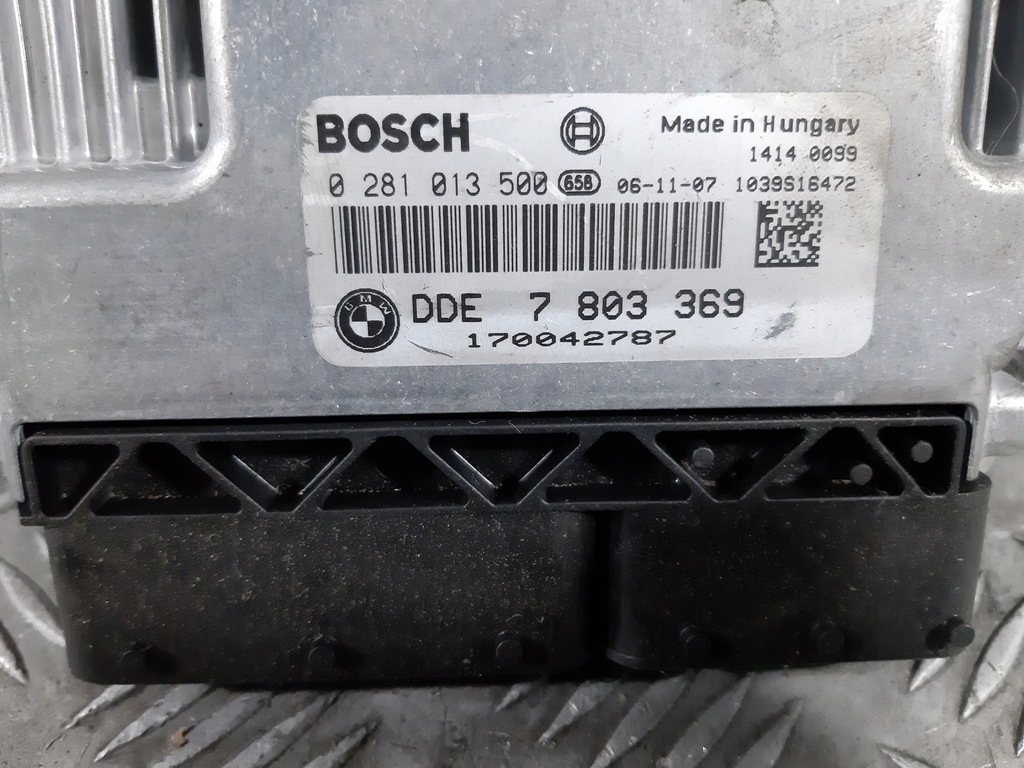 BOSCH
Made in Hungary
1414 0099
0 281 013 500 658 06-11-07 1039S16472
BMW
DDE 7 803 369
170042787